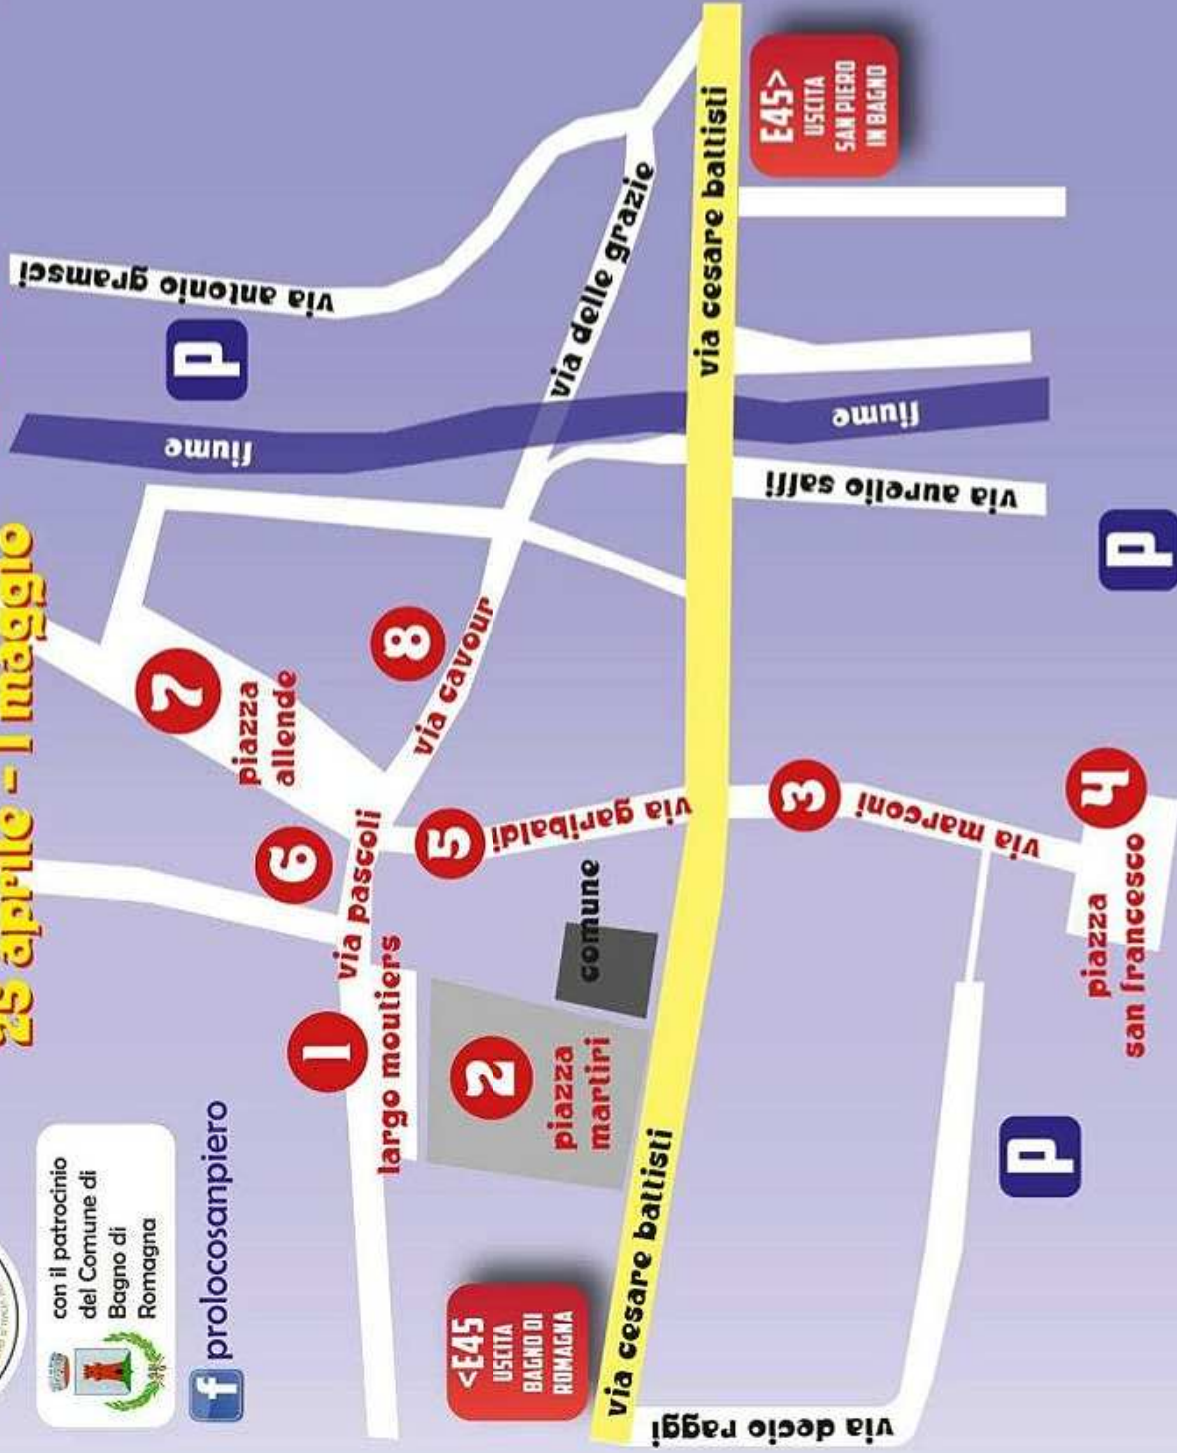 25 aprile - 1 maggio
con il patrocinio
del Comune di
Bagno di
Romagna
f prolocosanpiero
<E45
USCITA
BAGNO DI
ROMAGNA
E45>
USCITA
SAN PIERO
IN BAGNO
via antonio gramsci
P
fiume
7
piazza
allende
6
8
via cavour
via delle grazie
via pascoli
1
largo moutiers
5
via garibaldi
2
piazza
martiri
comune
via cesare battisti
via cesare battisti
via decio raggi
3
via marconi
4
piazza
san francesco
fiume
via aurelio saffi
P
P